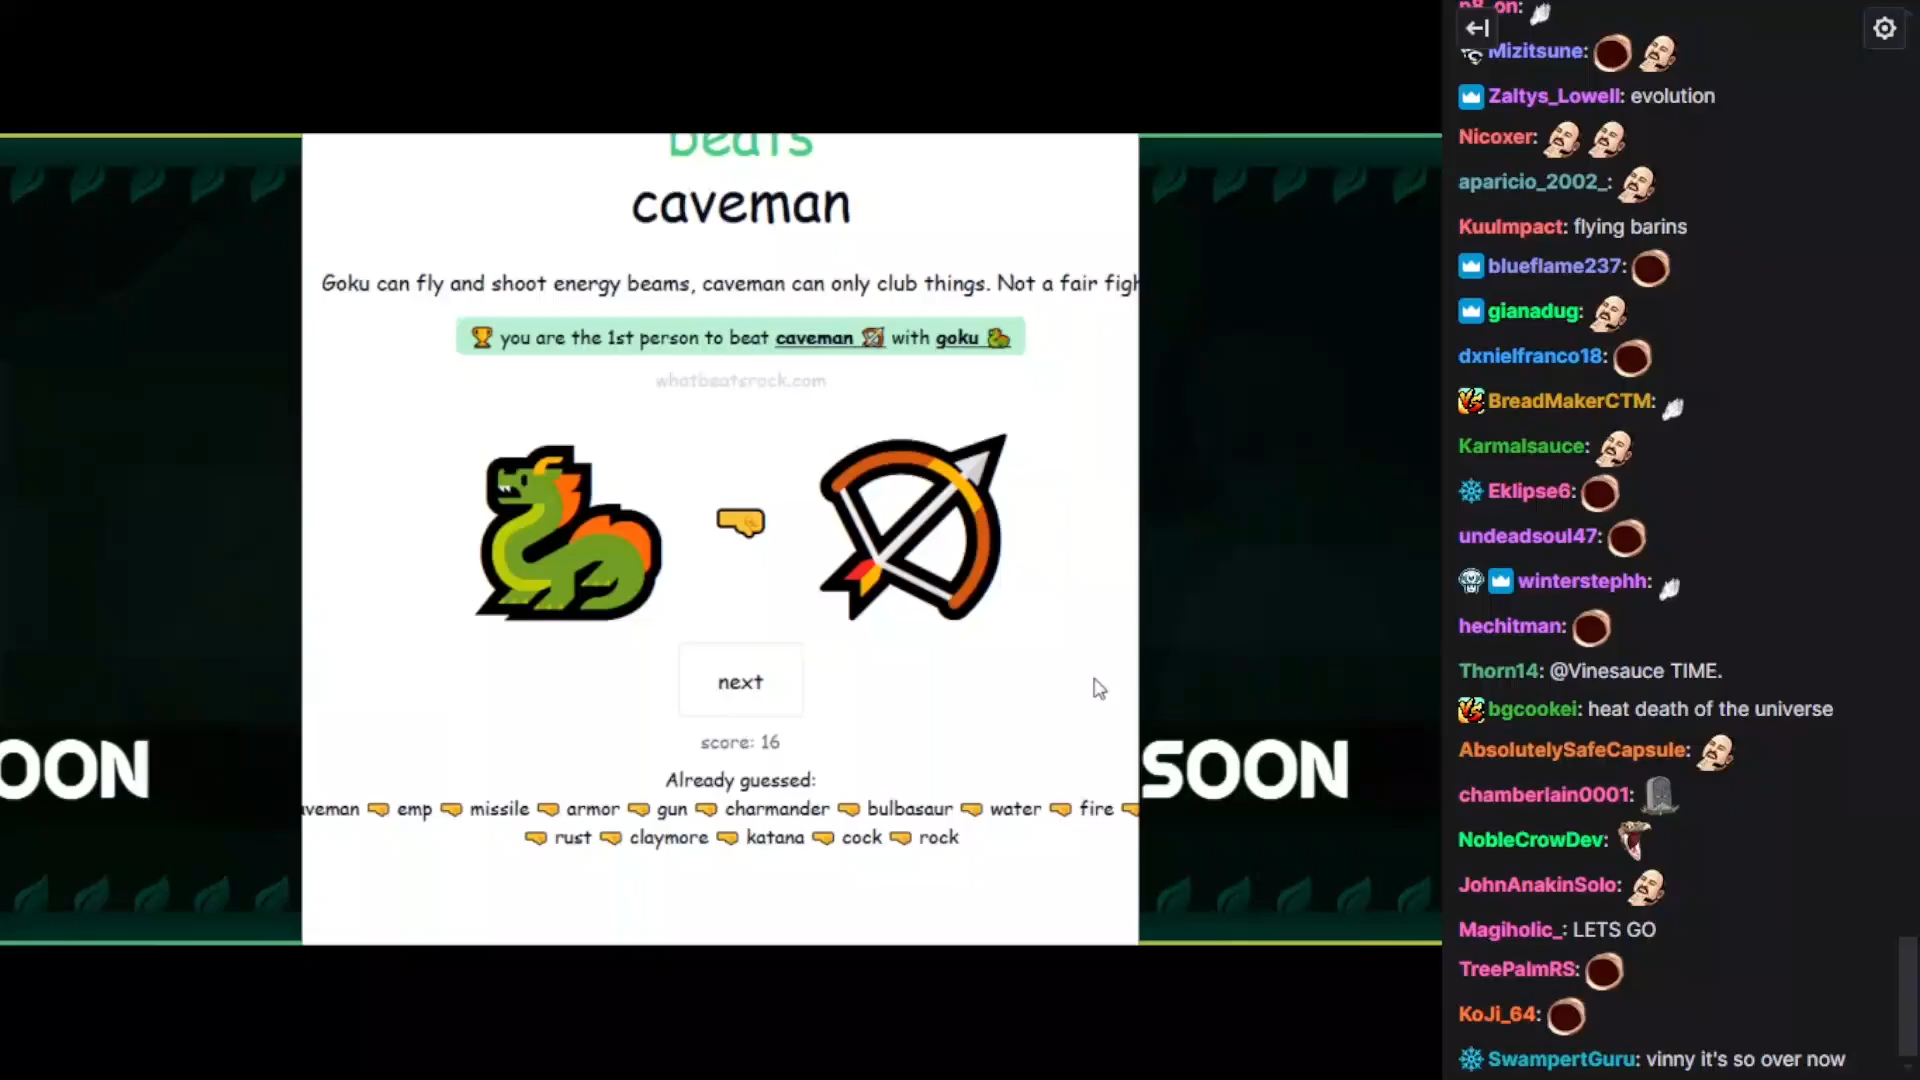 beats
caveman
Goku can fly and shoot energy beams, caveman can only club things. Not a fair figh
🏆 you are the 1st person to beat caveman 🏹 with goku 🐉
whatbeatsrock.com
next
score: 16
Already guessed:
aveman 🤜 emp 🤜 missile 🤜 armor 🤜 gun 🤜 charmander 🤜 bulbasaur 🤜 water 🤜 fire 🤜
🤜 rust 🤜 claymore 🤜 katana 🤜 cock 🤜 rock
OON
SOON
p8_on:
Mizitsune:
Zaltys_Lowell: evolution
Nicoxer:
aparicio_2002_:
KuuImpact: flying barins
blueflame237:
gianadug:
dxnielfranco18:
BreadMakerCTM:
Karmalsauce:
Eklipse6:
undeadsoul47:
winterstephh:
hechitman:
Thorn14: @Vinesauce TIME.
bgcookei: heat death of the universe
AbsolutelySafeCapsule:
chamberlain0001:
NobleCrowDev:
JohnAnakinSolo:
Magiholic_: LETS GO
TreePalmRS:
KoJi_64:
SwampertGuru: vinny it's so over now